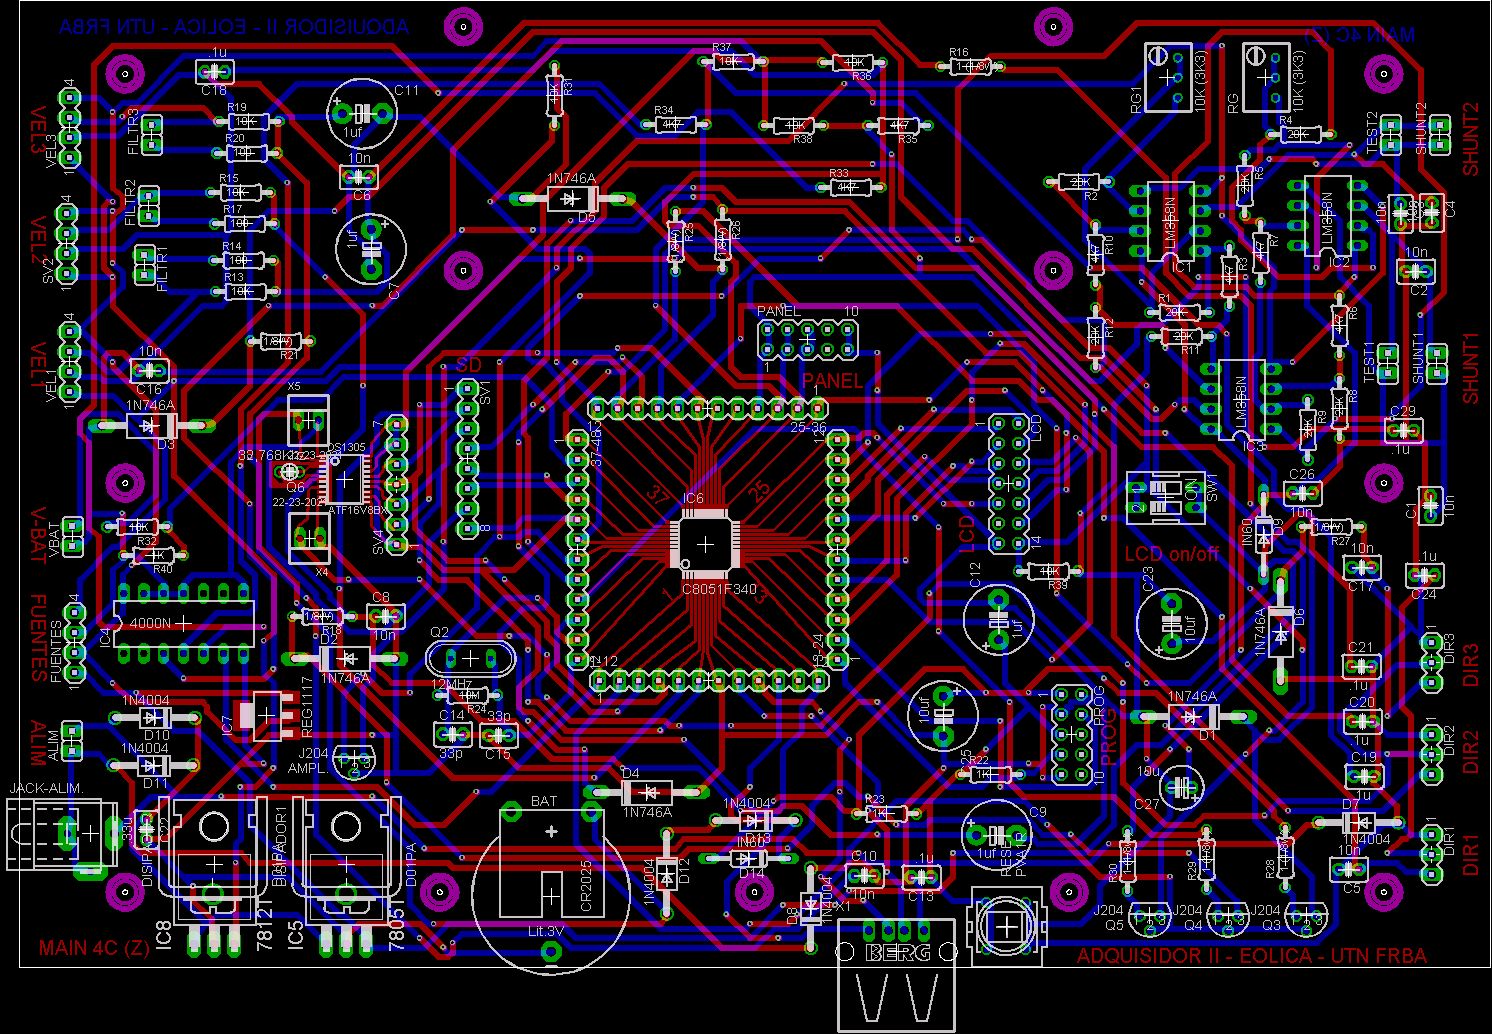 ADQUISIDOR II - EOLICA - UTN FRBA
MAIN 4C (Z)
.1u
C18
R37
10K
R36
R16
RG1
10K (3K3)
RG
10K (3K3)
VEL3
VEL3
FILTR3
R19
10K
R20
C11
1uf
R31
R34
4K7
R38
R35
4K7
R4
20K
TEST2
SHUNT2
SHUNT2
10n
C6
1N746A
D5
R33
4K7
R2
R5
VEL2
SV2
FILTR2
R15
10K
R17
R14
R13
10K
FILTR1
1uf
C7
R25
R26
R10
LM358N
IC1
R3
R7
LM358N
IC2
10n
C4
10n
C2
PANEL
10
1
PANEL
R1
20K
R11
R12
R6
VEL1
VEL1
R21
10n
C16
1N746A
D3
X5
SD
SV1
1
8
TEST1
SHUNT1
SHUNT1
LM358N
IC3
R9
R8
C29
.1u
DS1305
32,768KHz
Q6
22-23-202
ATF16V8BX
X4
SV4
7
1
37-48
25-36
37
25
IC6
C8051F340
1-12
13-24
LCD
LCD
1
14
SW1
ON
LCD on/off
C26
10n
C1
10n
V-BAT
VBAT
10K
R32
R40
IN60
D9
R27
10n
C17
.1u
C24
FUENTES
FUENTES
IC4
4000N
R18
C8
10n
D2
1N746A
Q2
12MHz
10M
R24
C14
33p
33p
C15
R39
C12
1uf
C23
10uf
1N746A
D6
C21
.1u
DIR3
DIR3
ALIM
ALIM
1N4004
D10
1N4004
D11
IC7
REG1117
J204
AMPL.
10uf
PROG
PROG
1
10
1N746A
D1
C20
.1u
C19
.1u
DIR2
DIR2
JACK-ALIM.
33u
D4
1N746A
BAT
CR2025
Lit.3V
1N4004
D13
IN60
D14
1N4004
D12
R23
1K
R22
1K
C9
1uf
10u
C27
D7
1N4004
10n
C5
DIR1
DIR1
DISIPADOR1
IC8
7812T
IC5
7805T
D8
1N4004
X1
C10
10n
.1u
C13
BERG
R30
R29
R28
J204
Q5
J204
Q4
J204
Q3
MAIN 4C (Z)
ADQUISIDOR II - EOLICA - UTN FRBA